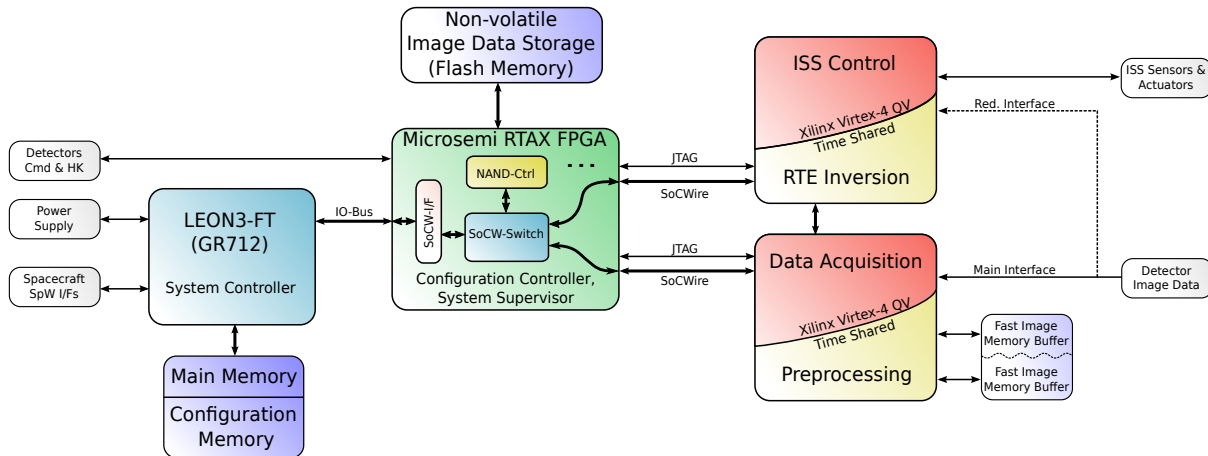 Non-volatile
Image Data Storage
(Flash Memory)
ISS Control
Xilinx Virtex-4 QV
Time Shared
RTE Inversion
ISS Sensors &
Actuators
Red. Interface
Detectors
Cmd & HK
Microsemi RTAX FPGA
NAND-Ctrl
...
SoCW-I/F
SoCW-Switch
Configuration Controller,
System Supervisor
JTAG
SoCWire
JTAG
SoCWire
Power
Supply
LEON3-FT
(GR712)
System Controller
IO-Bus
Spacecraft
SpW I/Fs
Data Acquisition
Xilinx Virtex-4 QV
Time Shared
Preprocessing
Main Interface
Detector
Image Data
Fast Image
Memory Buffer
Fast Image
Memory Buffer
Main Memory
Configuration
Memory